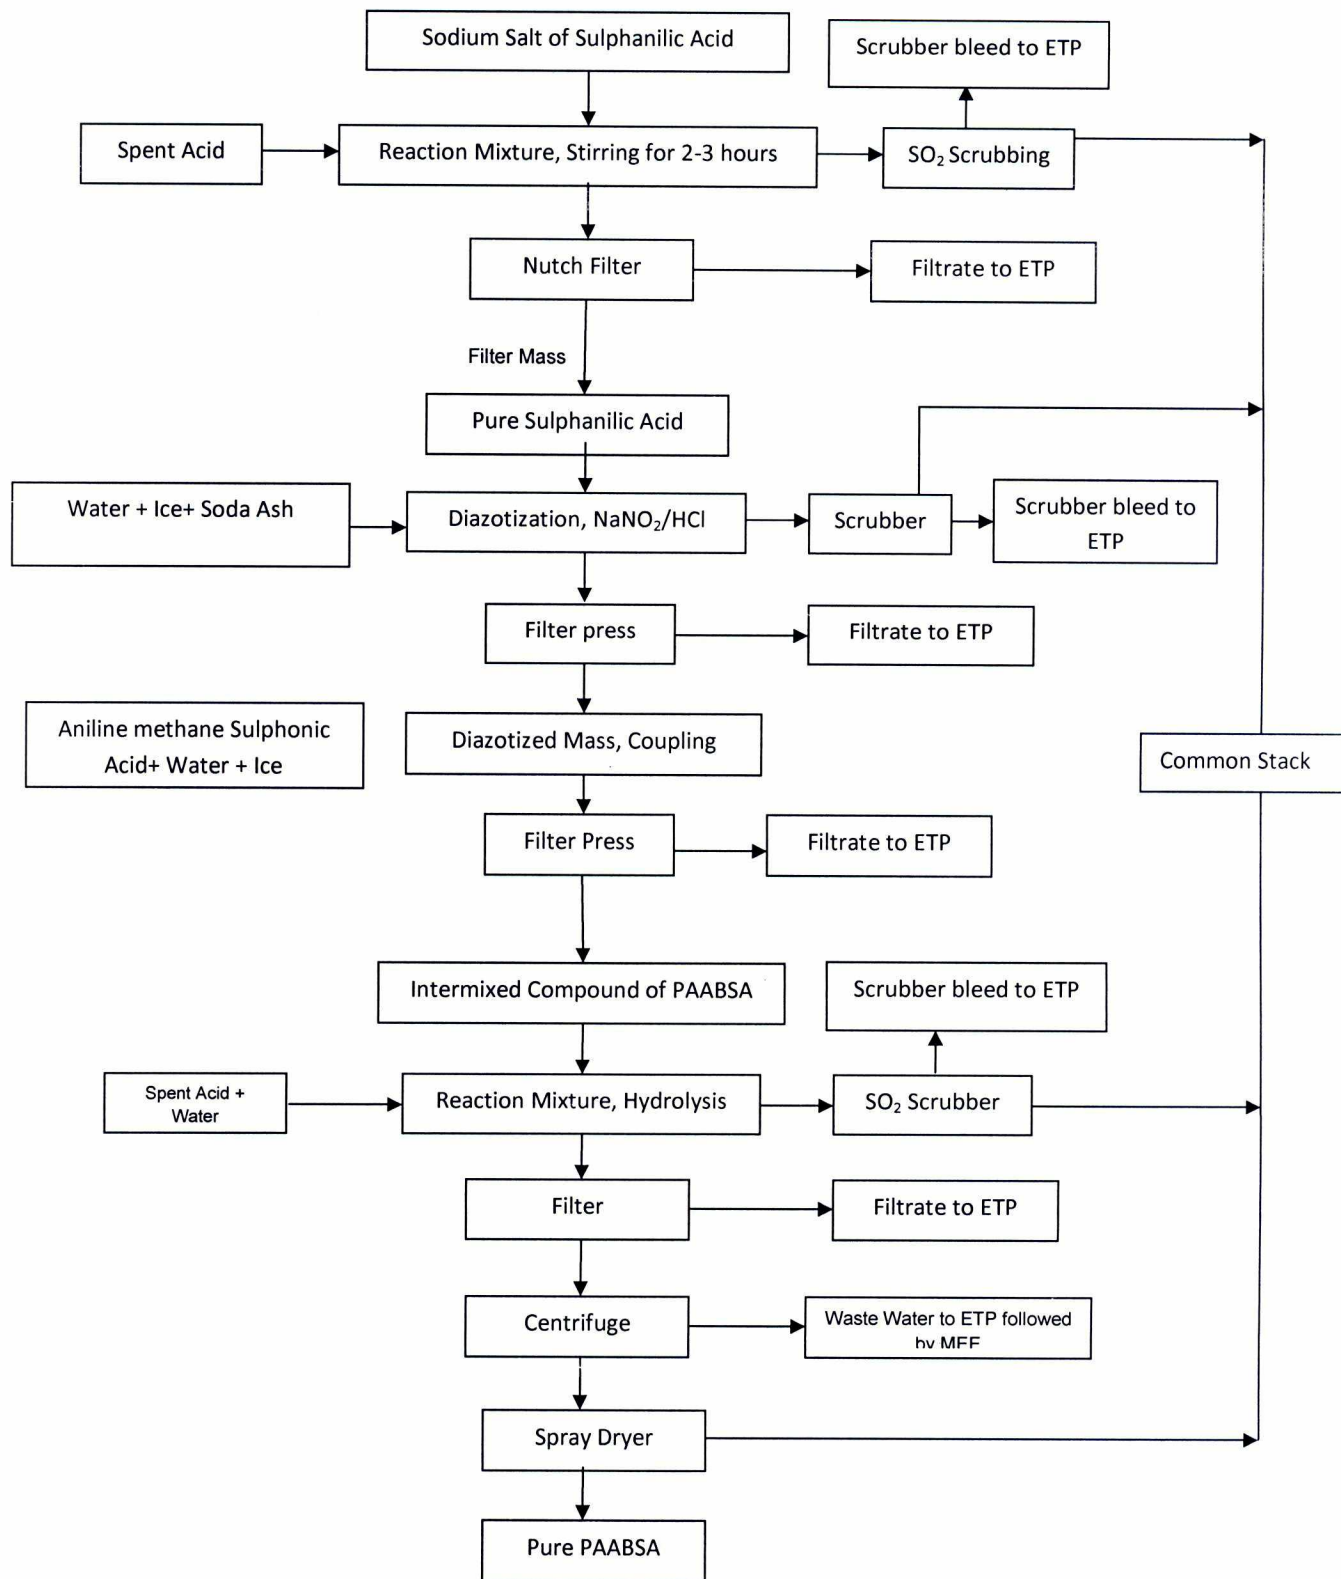 Sodium Salt of Sulphanilic Acid
Scrubber bleed to ETP
Spent Acid
Reaction Mixture, Stirring for 2-3 hours
SO₂ Scrubbing
Nutch Filter
Filtrate to ETP
Filter Mass
Pure Sulphanilic Acid
Water + Ice+ Soda Ash
Diazotization, NaNO₂/HCl
Scrubber
Scrubber bleed to
ETP
Filter press
Filtrate to ETP
Aniline methane Sulphonic
Acid+ Water + Ice
Diazotized Mass, Coupling
Common Stack
Filter Press
Filtrate to ETP
Intermixed Compound of PAABSA
Scrubber bleed to ETP
Spent Acid +
Water
Reaction Mixture, Hydrolysis
SO₂ Scrubber
Filter
Filtrate to ETP
Centrifuge
Waste Water to ETP followed
by MEE
Spray Dryer
Pure PAABSA